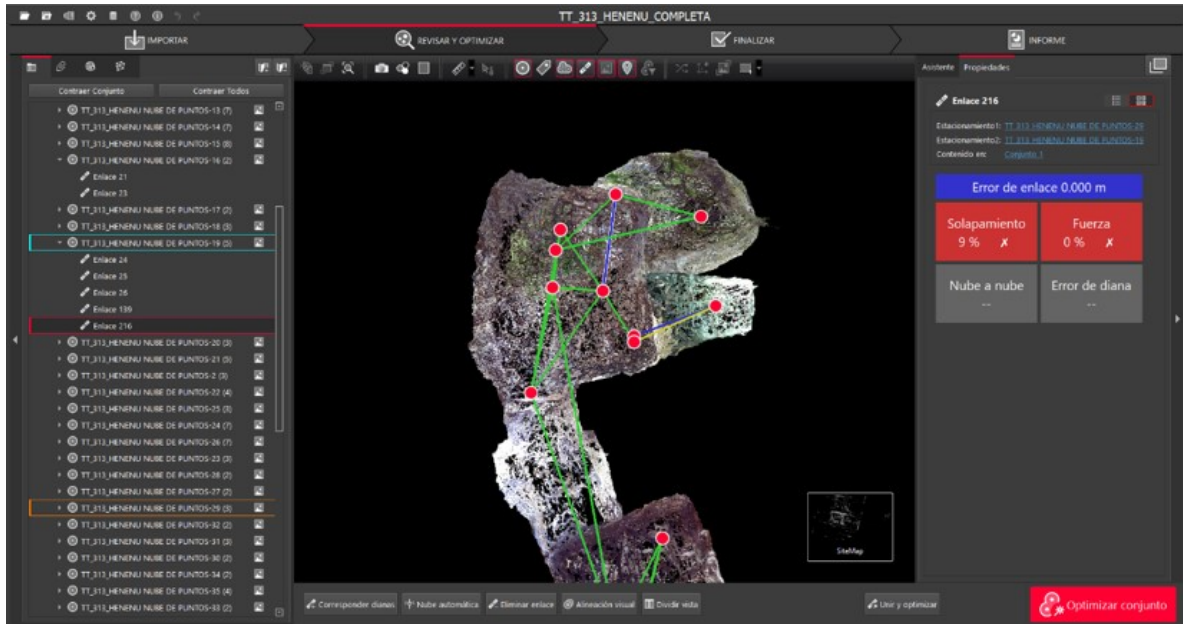 TT_313_HENENU_COMPLETA
IMPORTAR
REVISAR Y OPTIMIZAR
FINALIZAR
INFORME
Contraer Conjunto
Contraer Todos
TT_313_HENENU NUBE DE PUNTOS-13 (7)
TT_313_HENENU NUBE DE PUNTOS-14 (7)
TT_313_HENENU NUBE DE PUNTOS-15 (8)
TT_313_HENENU NUBE DE PUNTOS-16 (2)
Enlace 21
Enlace 23
TT_313_HENENU NUBE DE PUNTOS-17 (2)
TT_313_HENENU NUBE DE PUNTOS-18 (3)
TT_313_HENENU NUBE DE PUNTOS-19 (5)
Enlace 24
Enlace 25
Enlace 26
Enlace 139
Enlace 216
TT_313_HENENU NUBE DE PUNTOS-20 (3)
TT_313_HENENU NUBE DE PUNTOS-21 (5)
TT_313_HENENU NUBE DE PUNTOS-2 (3)
TT_313_HENENU NUBE DE PUNTOS-22 (4)
TT_313_HENENU NUBE DE PUNTOS-25 (3)
TT_313_HENENU NUBE DE PUNTOS-24 (7)
TT_313_HENENU NUBE DE PUNTOS-26 (7)
TT_313_HENENU NUBE DE PUNTOS-23 (3)
TT_313_HENENU NUBE DE PUNTOS-28 (2)
TT_313_HENENU NUBE DE PUNTOS-27 (2)
TT_313_HENENU NUBE DE PUNTOS-29 (3)
TT_313_HENENU NUBE DE PUNTOS-32 (2)
TT_313_HENENU NUBE DE PUNTOS-31 (3)
TT_313_HENENU NUBE DE PUNTOS-30 (2)
TT_313_HENENU NUBE DE PUNTOS-34 (2)
TT_313_HENENU NUBE DE PUNTOS-35 (4)
TT_313_HENENU NUBE DE PUNTOS-33 (2)
SiteMap
Corresponder dianas
Nube automática
Eliminar enlace
Alineación visual
Dividir vista
Unir y optimizar
Optimizar conjunto
Asistente
Propiedades
Enlace 216
Estacionamiento1: TT_313_HENENU NUBE DE PUNTOS-29
Estacionamiento2: TT_313_HENENU NUBE DE PUNTOS-19
Contenido en: Conjunto 1
Error de enlace 0.000 m
Solapamiento
9 % ✗
Fuerza
0 % ✗
Nube a nube
--
Error de diana
--